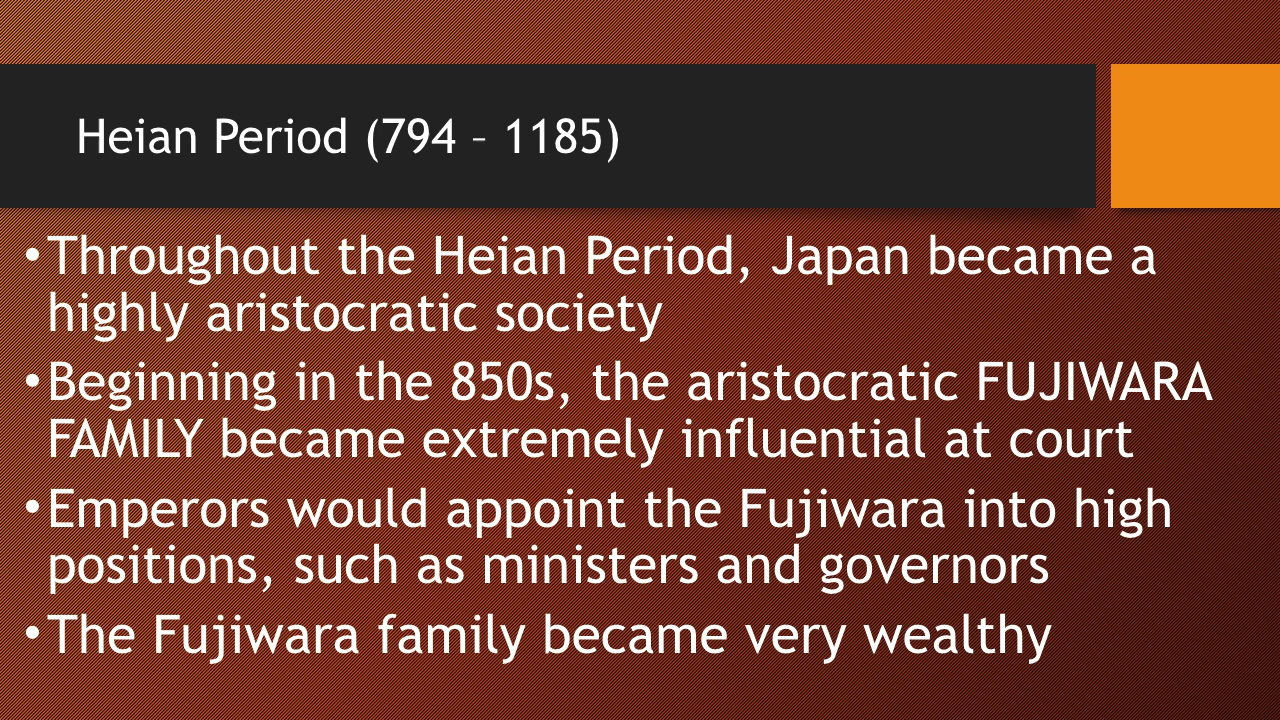 Heian Period (794 – 1185)
•Throughout the Heian Period, Japan became a
highly aristocratic society
•Beginning in the 850s, the aristocratic FUJIWARA
FAMILY became extremely influential at court
•Emperors would appoint the Fujiwara into high
positions, such as ministers and governors
•The Fujiwara family became very wealthy